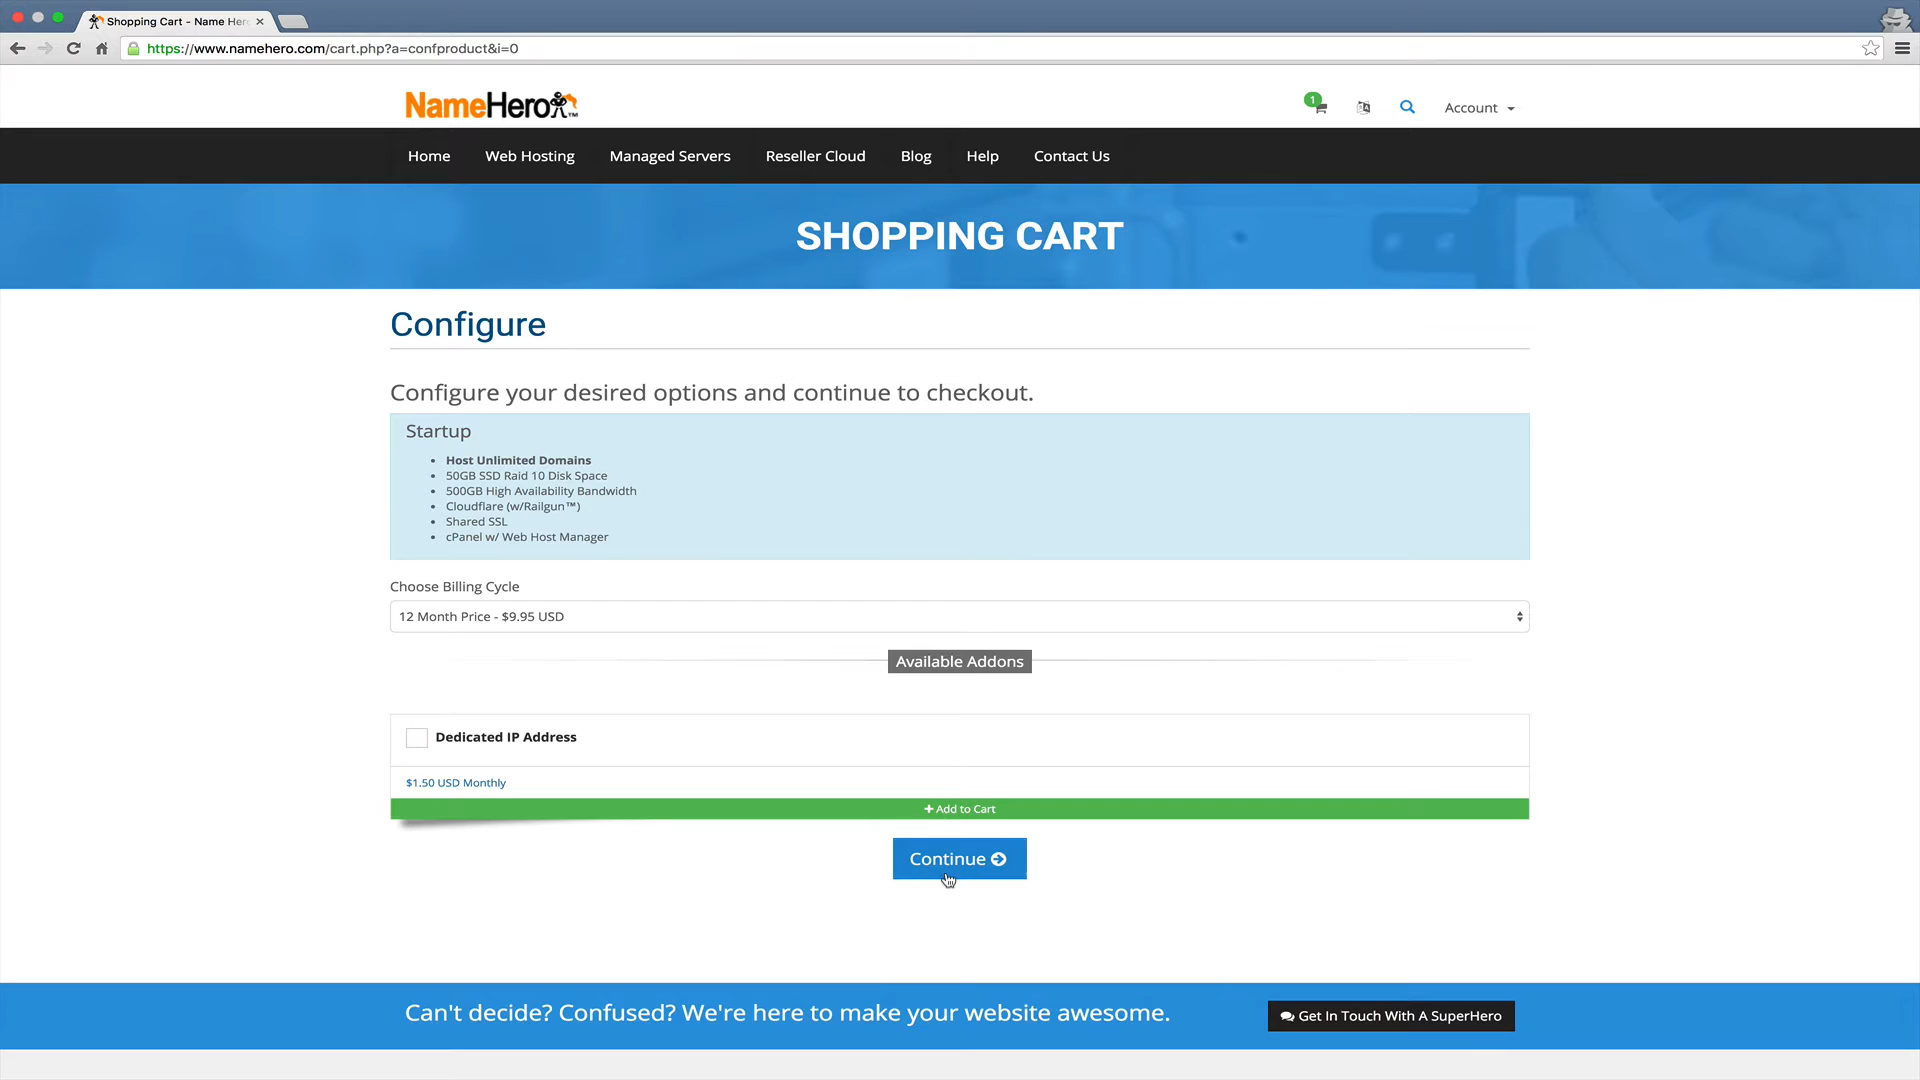 Shopping Cart - Name Her
https://www.namehero.com/cart.php?a=confproduct&i=0
NameHero™
1
Account
Home Web Hosting Managed Servers Reseller Cloud Blog Help Contact Us
SHOPPING CART
Configure
Configure your desired options and continue to checkout.
Startup
• Host Unlimited Domains
• 50GB SSD Raid 10 Disk Space
• 500GB High Availability Bandwidth
• Cloudflare (w/Railgun™)
• Shared SSL
• cPanel w/ Web Host Manager
Choose Billing Cycle
12 Month Price - $9.95 USD
Available Addons
Dedicated IP Address
$1.50 USD Monthly
+ Add to Cart
Continue
Can't decide? Confused? We're here to make your website awesome.
Get In Touch With A SuperHero